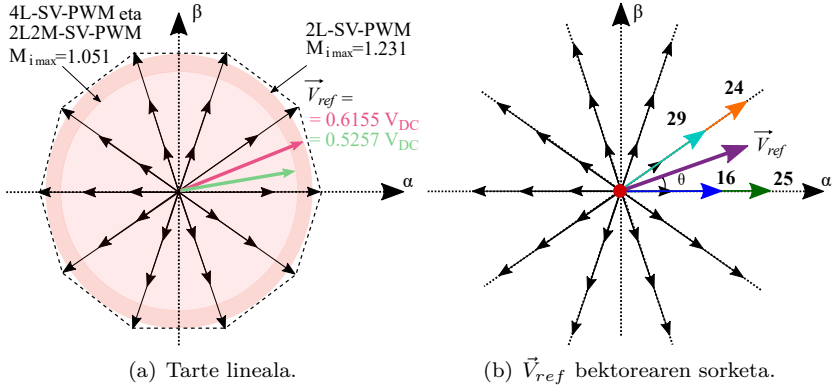 4L-SV-PWM eta
2L2M-SV-PWM
M i max=1.051
β
2L-SV-PWM
M i max=1.231
V⃗ref =
= 0.6155 VDC
= 0.5257 VDC
α
(a) Tarte lineala.
β
24
29
V⃗ref
θ
16
25
α
(b) V⃗ref bektorearen sorketa.